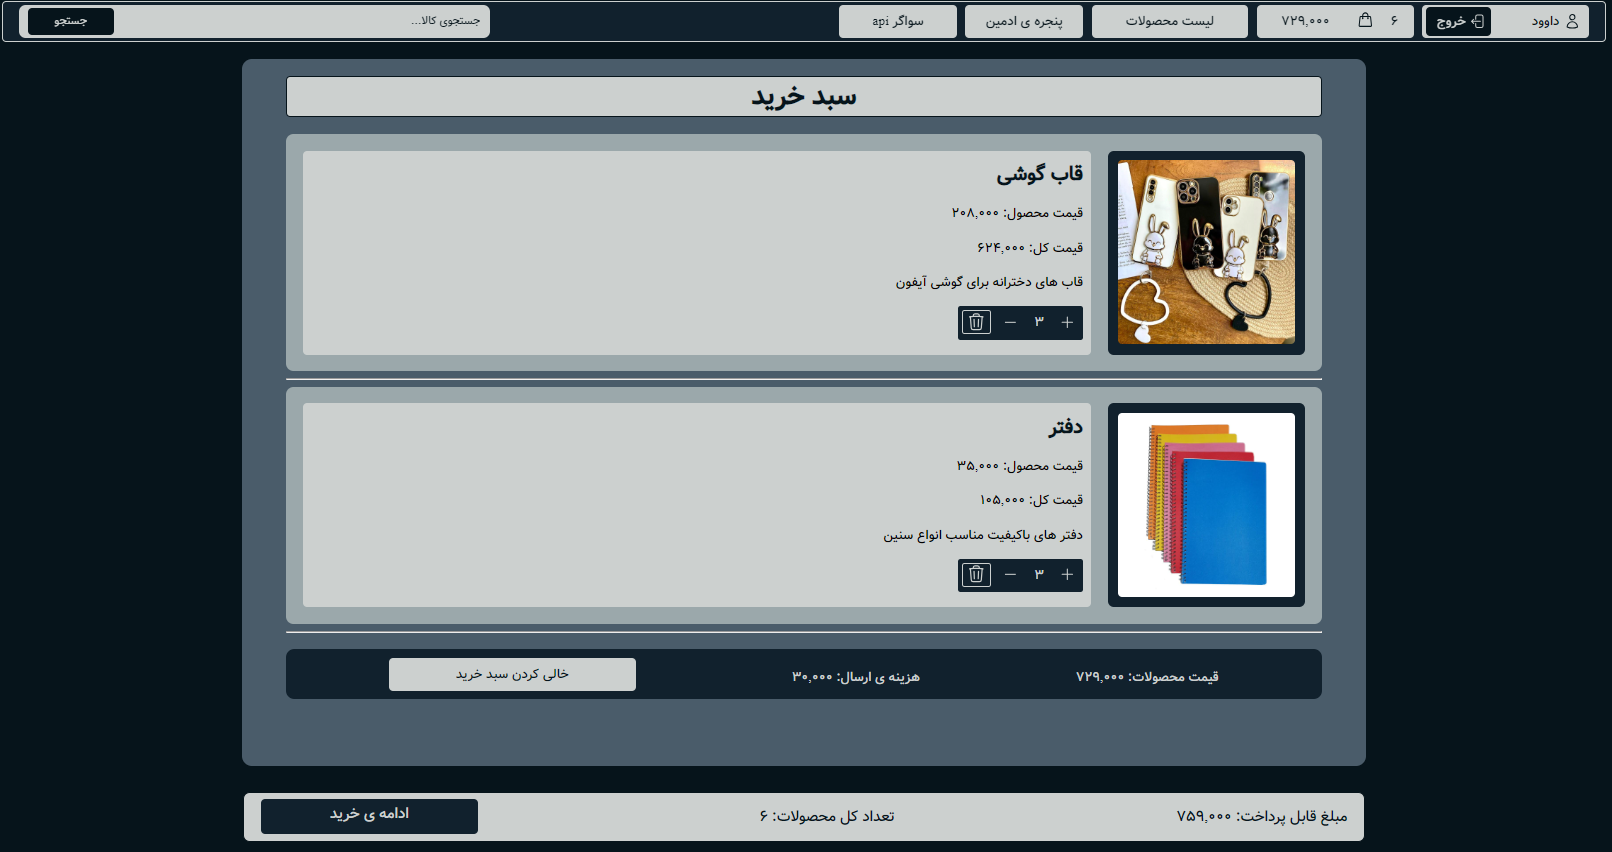 داوود
خروج
۶
۷۲۹,۰۰۰
لیست محصولات
پنجره ی ادمین
سواگر api
جستجوی کالا...
جستجو
سبد خرید
قاب گوشی
قیمت محصول: ۲۰۸,۰۰۰
قیمت کل: ۶۲۴,۰۰۰
قاب های دخترانه برای گوشی آیفون
+ ۳ −
دفتر
قیمت محصول: ۳۵,۰۰۰
قیمت کل: ۱۰۵,۰۰۰
دفتر های باکیفیت مناسب انواع سنین
+ ۳ −
قیمت محصولات: ۷۲۹,۰۰۰
هزینه ی ارسال: ۳۰,۰۰۰
خالی کردن سبد خرید
مبلغ قابل پرداخت: ۷۵۹,۰۰۰
تعداد کل محصولات: ۶
ادامه ی خرید